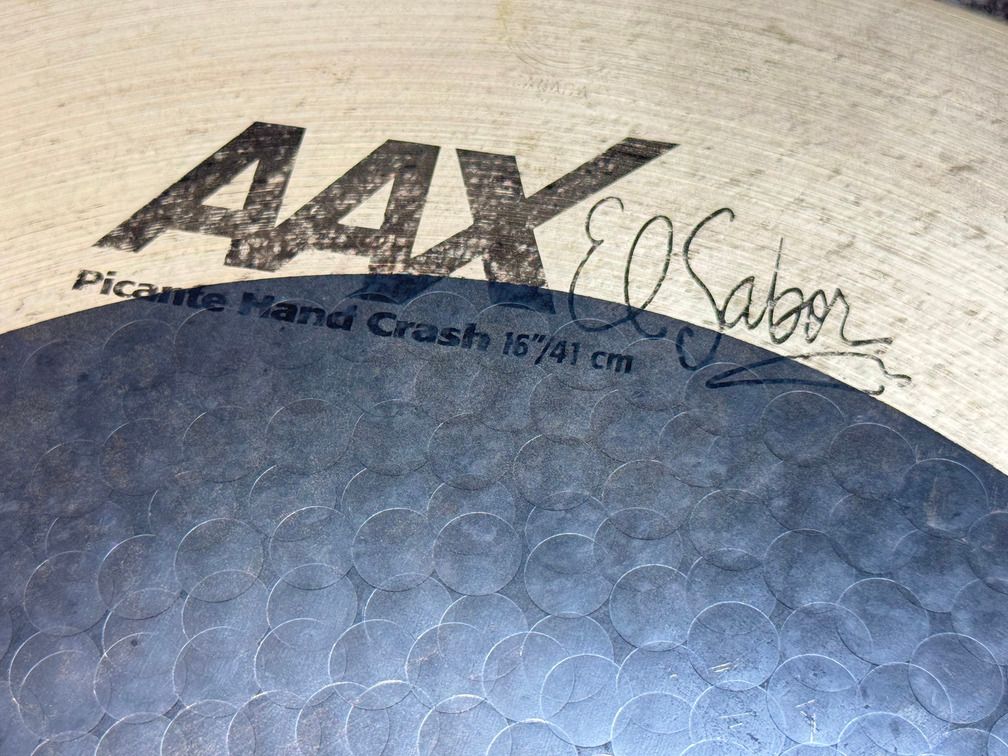 AAX
El Sabor
Picante Hand Crash 16"/41 cm